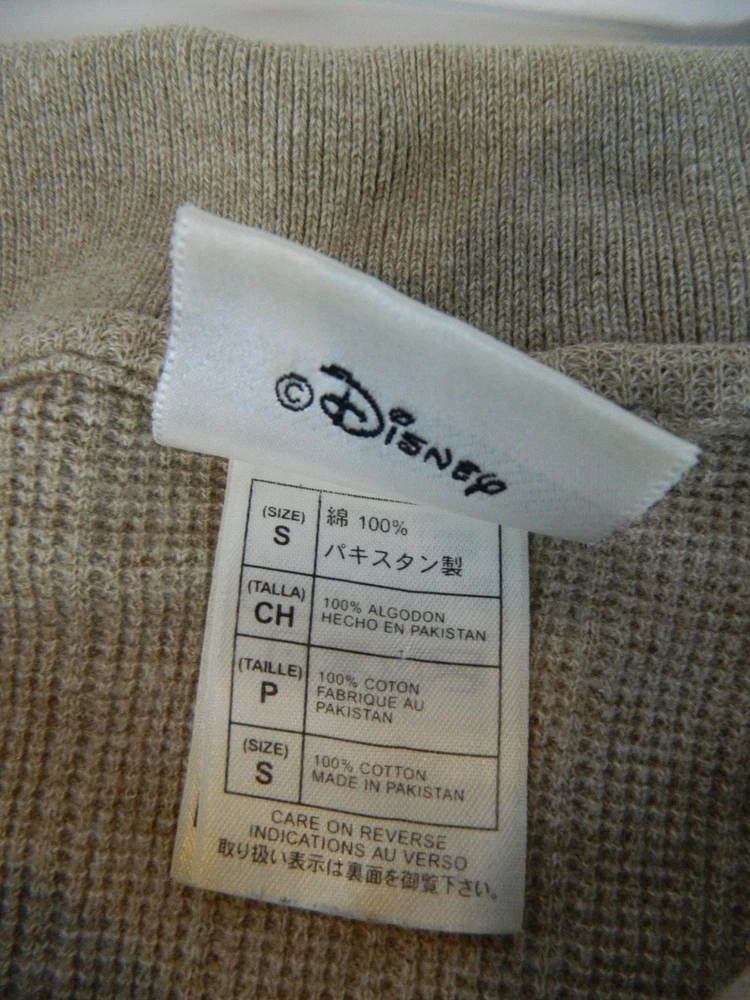 © Disney
(SIZE)
S
綿 100%
パキスタン製
(TALLA)
CH
100% ALGODON
HECHO EN PAKISTAN
(TAILLE)
P
100% COTON
FABRIQUE AU
PAKISTAN
(SIZE)
S
100% COTTON
MADE IN PAKISTAN
CARE ON REVERSE
INDICATIONS AU VERSO
取り扱い表示は裏面を御覧下さい。